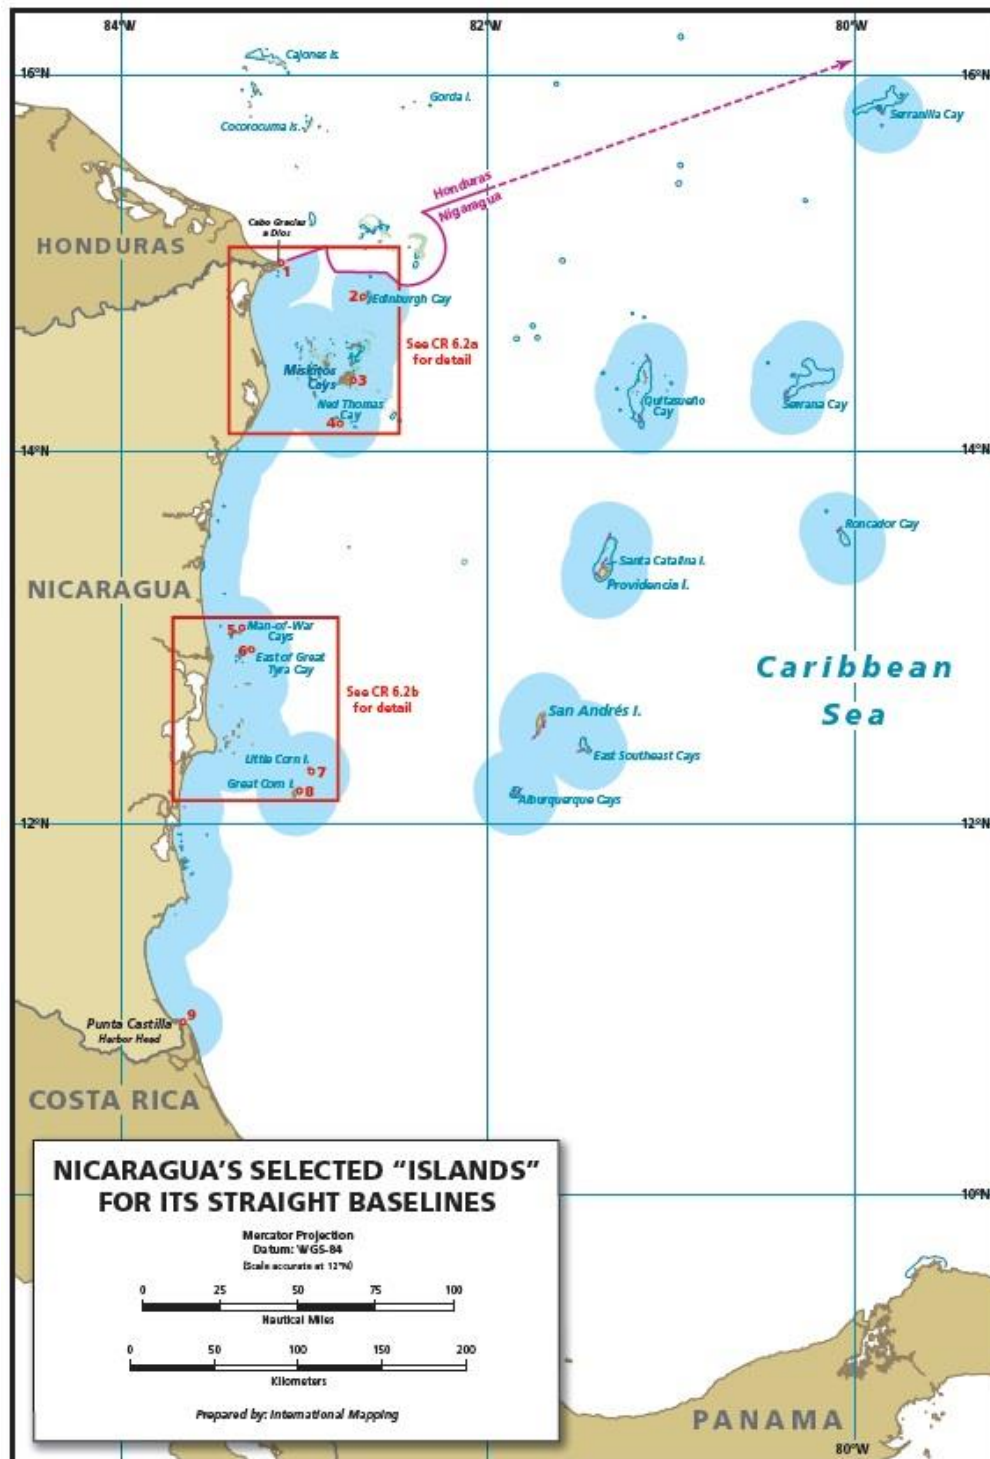 84°W
82°W
80°W
Cajones Is.
16°N
16°N
Gorda I.
Serranilla Cay
Cocorocuma Is.
Honduras
Nigaragua
Cabo Gracias
a Dios
HONDURAS
1
2
Edinburgh Cay
See CR 6.2a
for detail
Miskitos
Cays
3
Ned Thomas
Cay
4
Quitasueño
Cay
Serrana Cay
14°N
14°N
Roncador Cay
Santa Catalina I.
Providencia I.
NICARAGUA
5
Man-of-War
Cays
6
East of Great
Tyra Cay
Caribbean
Sea
See CR 6.2b
for detail
San Andrés I.
East Southeast Cays
Little Corn I.
7
Great Corn I.
8
Alburquerque Cays
12°N
12°N
9
Punta Castilla
Harbor Head
COSTA RICA
NICARAGUA'S SELECTED “ISLANDS”
FOR ITS STRAIGHT BASELINES
10°N
Mercator Projection
Datum: WGS-84
(Scale accurate at 12°N)
0 25 50 75 100
Nautical Miles
0 50 100 150 200
Kilometers
Prepared by: International Mapping
PANAMA
80°W